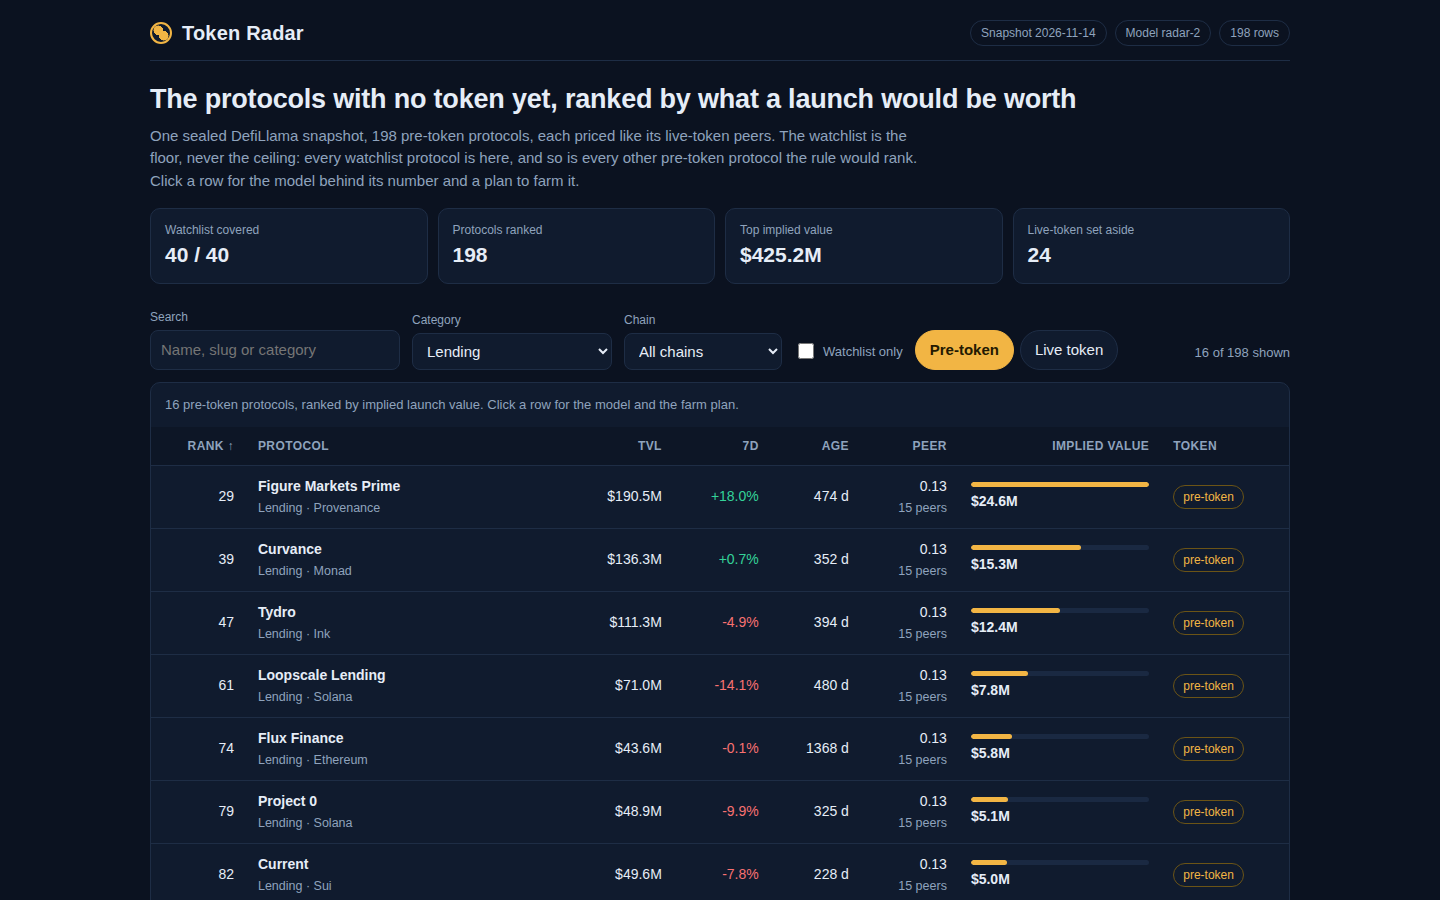 Token Radar
Snapshot 2026-11-14
Model radar-2
198 rows
The protocols with no token yet, ranked by what a launch would be worth
One sealed DefiLlama snapshot, 198 pre-token protocols, each priced like its live-token peers. The watchlist is the
floor, never the ceiling: every watchlist protocol is here, and so is every other pre-token protocol the rule would rank.
Click a row for the model behind its number and a plan to farm it.
Watchlist covered
40 / 40
Protocols ranked
198
Top implied value
$425.2M
Live-token set aside
24
Search
Name, slug or category
Category
Lending
Chain
All chains
Watchlist only
Pre-token
Live token
16 of 198 shown
16 pre-token protocols, ranked by implied launch value. Click a row for the model and the farm plan.
RANK ↑ PROTOCOL TVL 7D AGE PEER IMPLIED VALUE TOKEN
29 Figure Markets Prime $190.5M +18.0% 474 d 0.13 $24.6M pre-token
Lending · Provenance 15 peers
39 Curvance $136.3M +0.7% 352 d 0.13 $15.3M pre-token
Lending · Monad 15 peers
47 Tydro $111.3M -4.9% 394 d 0.13 $12.4M pre-token
Lending · Ink 15 peers
61 Loopscale Lending $71.0M -14.1% 480 d 0.13 $7.8M pre-token
Lending · Solana 15 peers
74 Flux Finance $43.6M -0.1% 1368 d 0.13 $5.8M pre-token
Lending · Ethereum 15 peers
79 Project 0 $48.9M -9.9% 325 d 0.13 $5.1M pre-token
Lending · Solana 15 peers
82 Current $49.6M -7.8% 228 d 0.13 $5.0M pre-token
Lending · Sui 15 peers